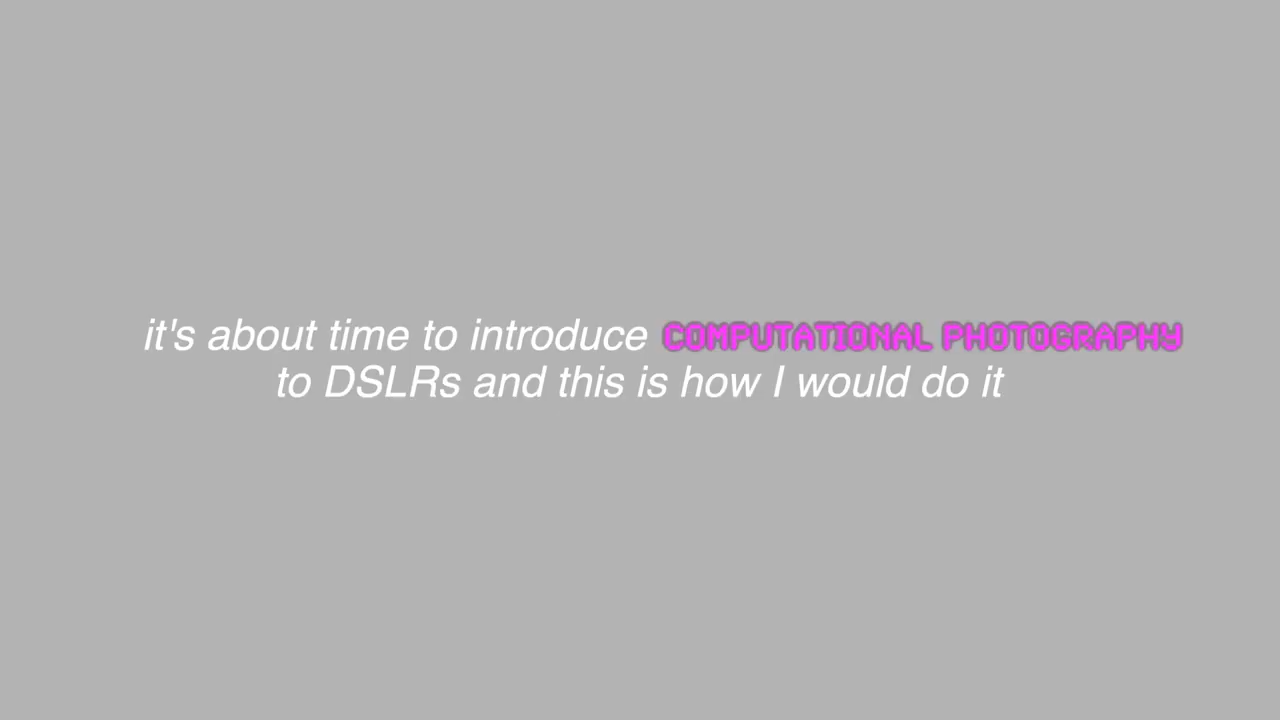 it's about time to introduce COMPUTATIONAL PHOTOGRAPHY
to DSLRs and this is how I would do it